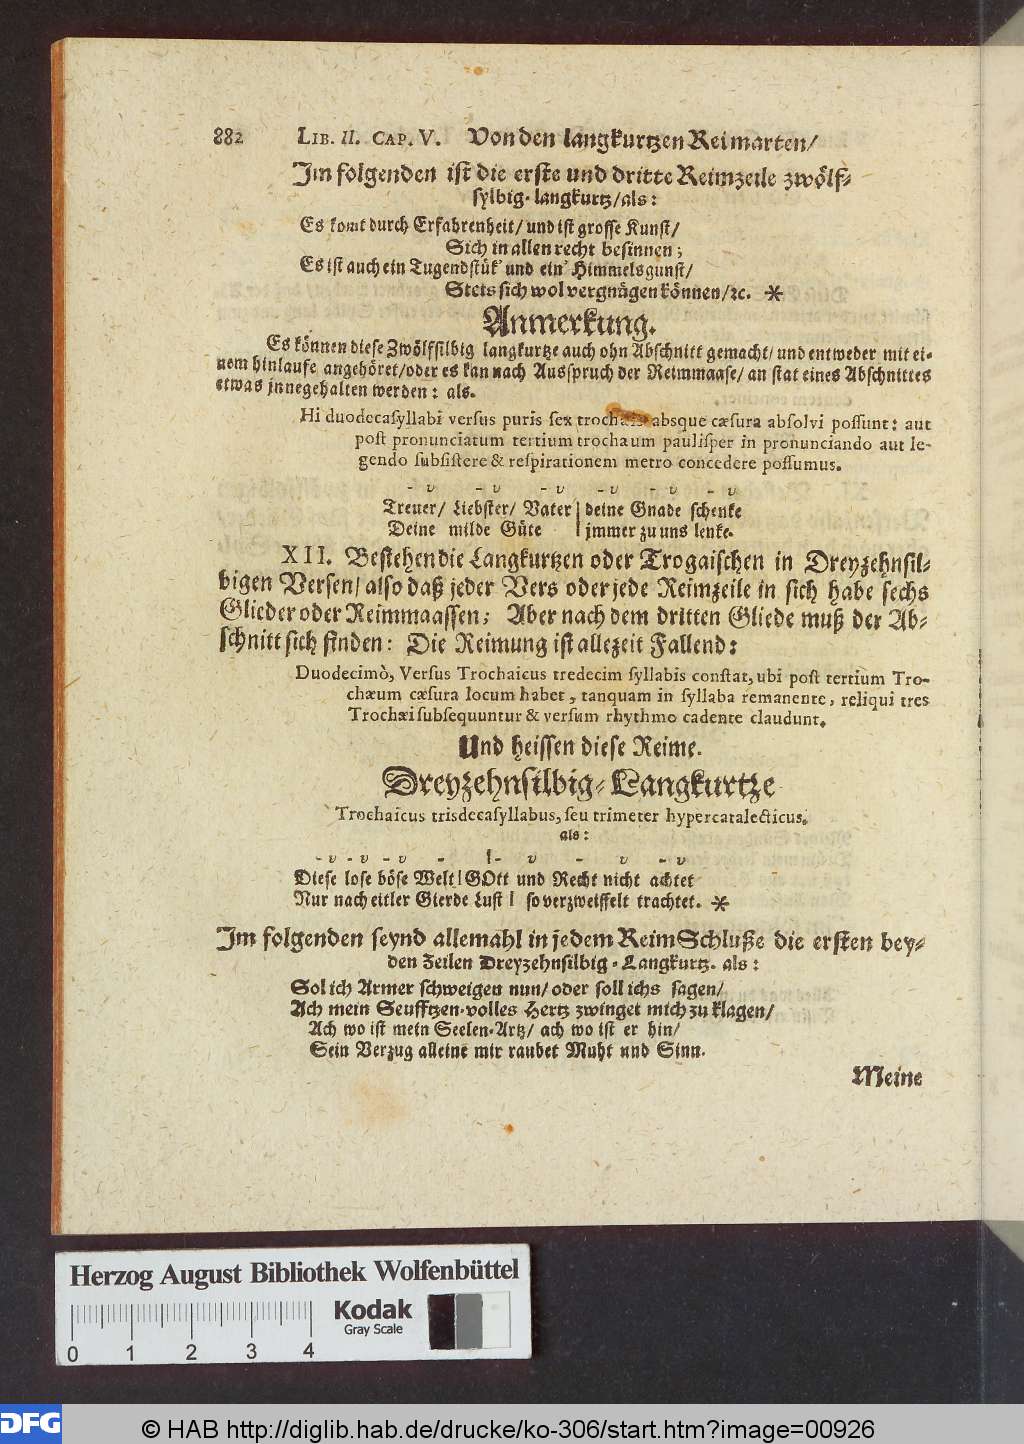 882 LIB. II. CAP. V. Von den langkurtzen Reimarten/
Im folgenden ist die erste und dritte Reimzeile zwölf-
sylbig-langkurtz/als:
Es komt durch Erfahrenheit/ und ist grosse Kunst/
Sich in allen recht besinnen;
Es ist auch ein Tugendstük' und ein' Himmelsgunst/
Stets sich wol vergnügen können/ꝛc. *
Anmerkung.
Es können diese Zwölfsilbig langkurtze auch ohn Abschnitt gemacht/ und entweder mit ei-
nem hinlaufe angehöret/oder es kan nach Ausspruch der Reimmaase/ an stat eines Abschnittes
etwas jnnegehalten werden: als.
Hi duodecasyllabi versus puris sex trochæis absque cæsura absolvi possunt: aut
post pronunciatum tertium trochaum paulisper in pronunciando aut le-
gendo subsistere & respirationem metro concedere possumus.
- υ - υ - υ - υ - υ - υ
Treuer/ Liebster/ Vater| deine Gnade schenke
Deine milde Güte | jmmer zu uns lenke.
XII. Bestehen die Langkurtzen oder Trogaischen in Dreyzehnsil-
bigen Versen/ also daß jeder Vers oder jede Reimzeile in sich habe sechs
Glieder oder Reimmaassen; Aber nach dem dritten Gliede muß der Ab-
schnitt sich finden: Die Reimung ist allezeit Fallend:
Duodecimò, Versus Trochaicus tredecim syllabis constat, ubi post tertium Tro-
chæum cæsura locum habet, tanquam in syllaba remanente, reliqui tres
Trochæi subsequuntur & versum rhythmo cadente claudunt.
Und heissen diese Reime.
Dreyzehnsilbig-Langkurtze
Trochaicus trisdecasyllabus, seu trimeter hypercatalecticus.
als:
- υ - υ - υ - |- υ - υ - υ
Diese lose böse Welt| GOtt und Recht nicht achtet
Nur nach eitler Gierde Lust | so verzweiffelt trachtet. *
Im folgenden seynd allemahl in jedem ReimSchluße die ersten bey-
den Zeilen Dreyzehnsilbig-Langkurtz. als:
Sol ich Armer schweigen nun/ oder soll ichs sagen/
Ach mein Seufftzen-volles Hertz zwinget mich zu klagen/
Ach wo ist mein Seelen-Artz/ ach wo ist er hin/
Sein Verzug alleine mir raubet Muht und Sinn.
Meine
Herzog August Bibliothek Wolfenbüttel
Kodak
Gray Scale
0 1 2 3 4
DFG
© HAB http://diglib.hab.de/drucke/ko-306/start.htm?image=00926